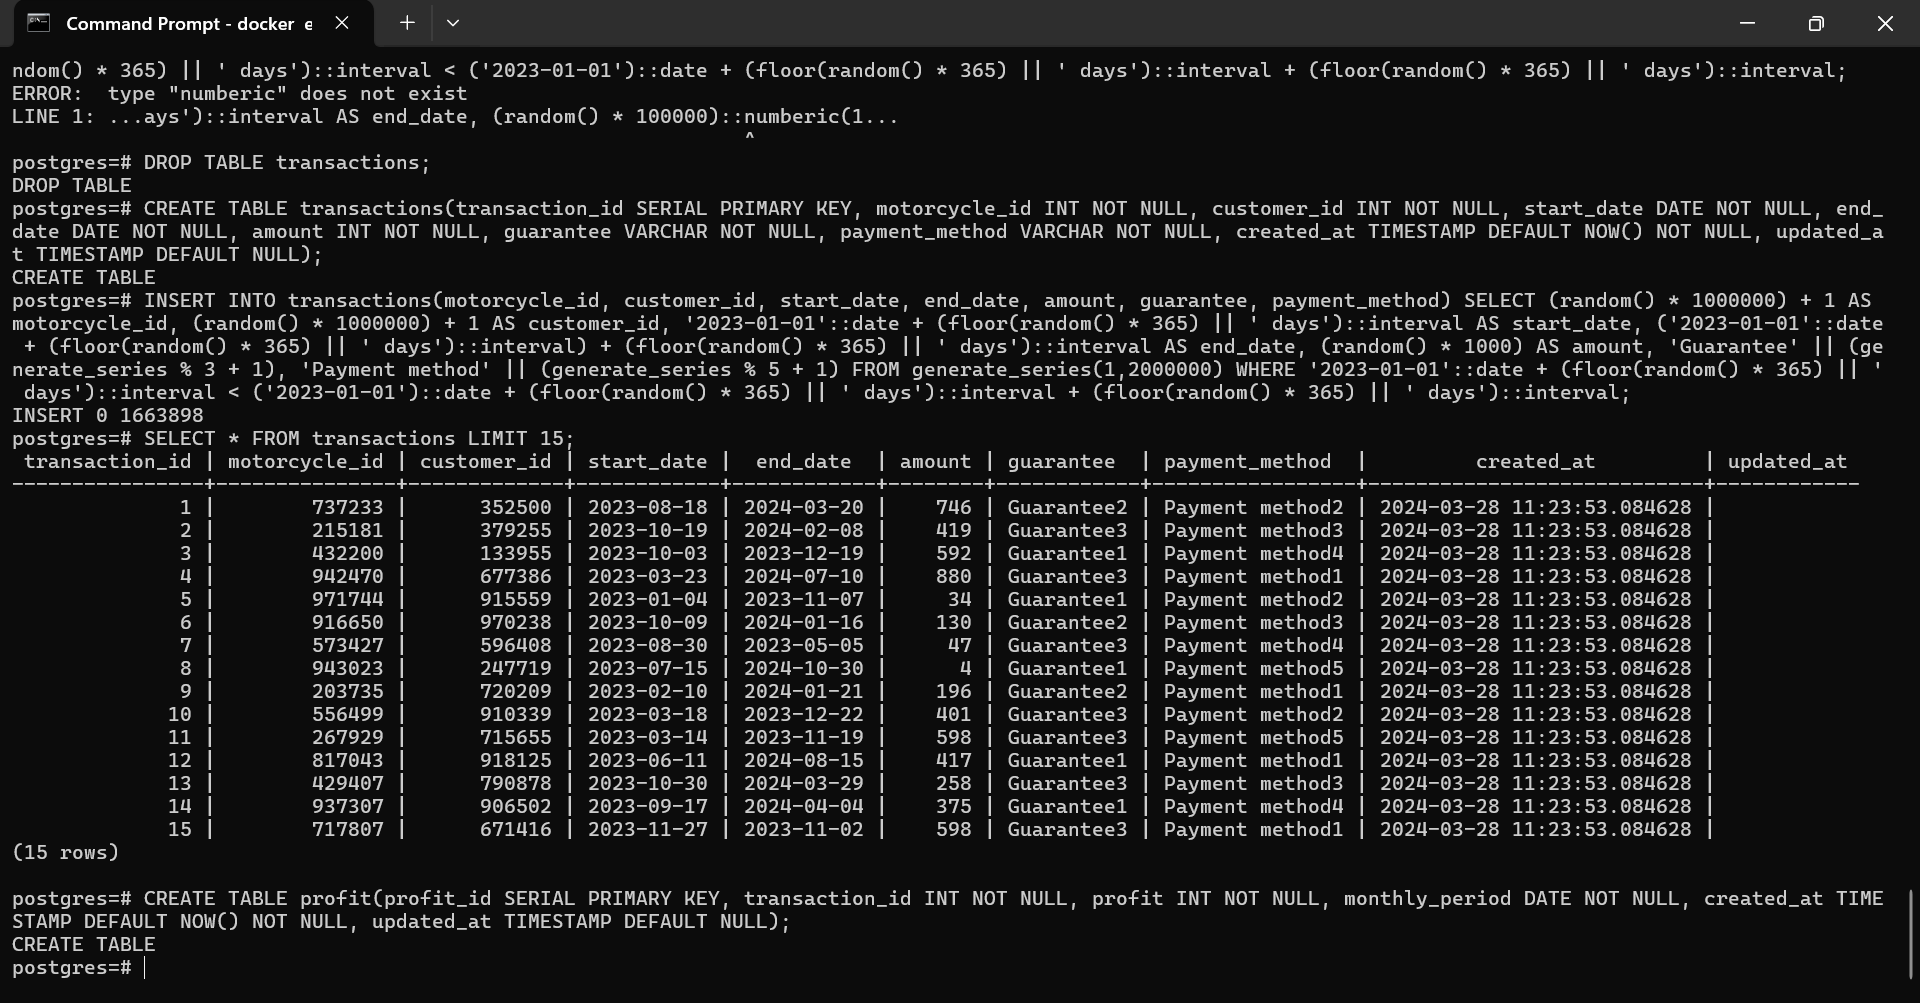 Command Prompt - docker e
ndom() * 365) || ' days')::interval < ('2023-01-01')::date + (floor(random() * 365) || ' days')::interval + (floor(random() * 365) || ' days')::interval;
ERROR:  type "numberic" does not exist
LINE 1: ...ays')::interval AS end_date, (random() * 100000)::numberic(1...
^
postgres=# DROP TABLE transactions;
DROP TABLE
postgres=# CREATE TABLE transactions(transaction_id SERIAL PRIMARY KEY, motorcycle_id INT NOT NULL, customer_id INT NOT NULL, start_date DATE NOT NULL, end_
date DATE NOT NULL, amount INT NOT NULL, guarantee VARCHAR NOT NULL, payment_method VARCHAR NOT NULL, created_at TIMESTAMP DEFAULT NOW() NOT NULL, updated_a
t TIMESTAMP DEFAULT NULL);
CREATE TABLE
postgres=# INSERT INTO transactions(motorcycle_id, customer_id, start_date, end_date, amount, guarantee, payment_method) SELECT (random() * 1000000) + 1 AS
motorcycle_id, (random() * 1000000) + 1 AS customer_id, '2023-01-01'::date + (floor(random() * 365) || ' days')::interval AS start_date, ('2023-01-01'::date
 + (floor(random() * 365) || ' days')::interval) + (floor(random() * 365) || ' days')::interval AS end_date, (random() * 1000) AS amount, 'Guarantee' || (ge
nerate_series % 3 + 1), 'Payment method' || (generate_series % 5 + 1) FROM generate_series(1,2000000) WHERE '2023-01-01'::date + (floor(random() * 365) || '
 days')::interval < ('2023-01-01')::date + (floor(random() * 365) || ' days')::interval + (floor(random() * 365) || ' days')::interval;
INSERT 0 1663898
postgres=# SELECT * FROM transactions LIMIT 15;
 transaction_id | motorcycle_id | customer_id | start_date |  end_date  | amount | guarantee  | payment_method  |         created_at         | updated_at
----------------+---------------+-------------+------------+------------+--------+------------+-----------------+----------------------------+------------
              1 |        737233 |      352500 | 2023-08-18 | 2024-03-20 |    746 | Guarantee2 | Payment method2 | 2024-03-28 11:23:53.084628 |
              2 |        215181 |      379255 | 2023-10-19 | 2024-02-08 |    419 | Guarantee3 | Payment method3 | 2024-03-28 11:23:53.084628 |
              3 |        432200 |      133955 | 2023-10-03 | 2023-12-19 |    592 | Guarantee1 | Payment method4 | 2024-03-28 11:23:53.084628 |
              4 |        942470 |      677386 | 2023-03-23 | 2024-07-10 |    880 | Guarantee3 | Payment method1 | 2024-03-28 11:23:53.084628 |
              5 |        971744 |      915559 | 2023-01-04 | 2023-11-07 |     34 | Guarantee1 | Payment method2 | 2024-03-28 11:23:53.084628 |
              6 |        916650 |      970238 | 2023-10-09 | 2024-01-16 |    130 | Guarantee2 | Payment method3 | 2024-03-28 11:23:53.084628 |
              7 |        573427 |      596408 | 2023-08-30 | 2023-05-05 |     47 | Guarantee3 | Payment method4 | 2024-03-28 11:23:53.084628 |
              8 |        943023 |      247719 | 2023-07-15 | 2024-10-30 |      4 | Guarantee1 | Payment method5 | 2024-03-28 11:23:53.084628 |
              9 |        203735 |      720209 | 2023-02-10 | 2024-01-21 |    196 | Guarantee2 | Payment method1 | 2024-03-28 11:23:53.084628 |
             10 |        556499 |      910339 | 2023-03-18 | 2023-12-22 |    401 | Guarantee3 | Payment method2 | 2024-03-28 11:23:53.084628 |
             11 |        267929 |      715655 | 2023-03-14 | 2023-11-19 |    598 | Guarantee3 | Payment method5 | 2024-03-28 11:23:53.084628 |
             12 |        817043 |      918125 | 2023-06-11 | 2024-08-15 |    417 | Guarantee1 | Payment method1 | 2024-03-28 11:23:53.084628 |
             13 |        429407 |      790878 | 2023-10-30 | 2024-03-29 |    258 | Guarantee3 | Payment method3 | 2024-03-28 11:23:53.084628 |
             14 |        937307 |      906502 | 2023-09-17 | 2024-04-04 |    375 | Guarantee1 | Payment method4 | 2024-03-28 11:23:53.084628 |
             15 |        717807 |      671416 | 2023-11-27 | 2023-11-02 |    598 | Guarantee3 | Payment method1 | 2024-03-28 11:23:53.084628 |
(15 rows)
postgres=# CREATE TABLE profit(profit_id SERIAL PRIMARY KEY, transaction_id INT NOT NULL, profit INT NOT NULL, monthly_period DATE NOT NULL, created_at TIME
STAMP DEFAULT NOW() NOT NULL, updated_at TIMESTAMP DEFAULT NULL);
CREATE TABLE
postgres=#